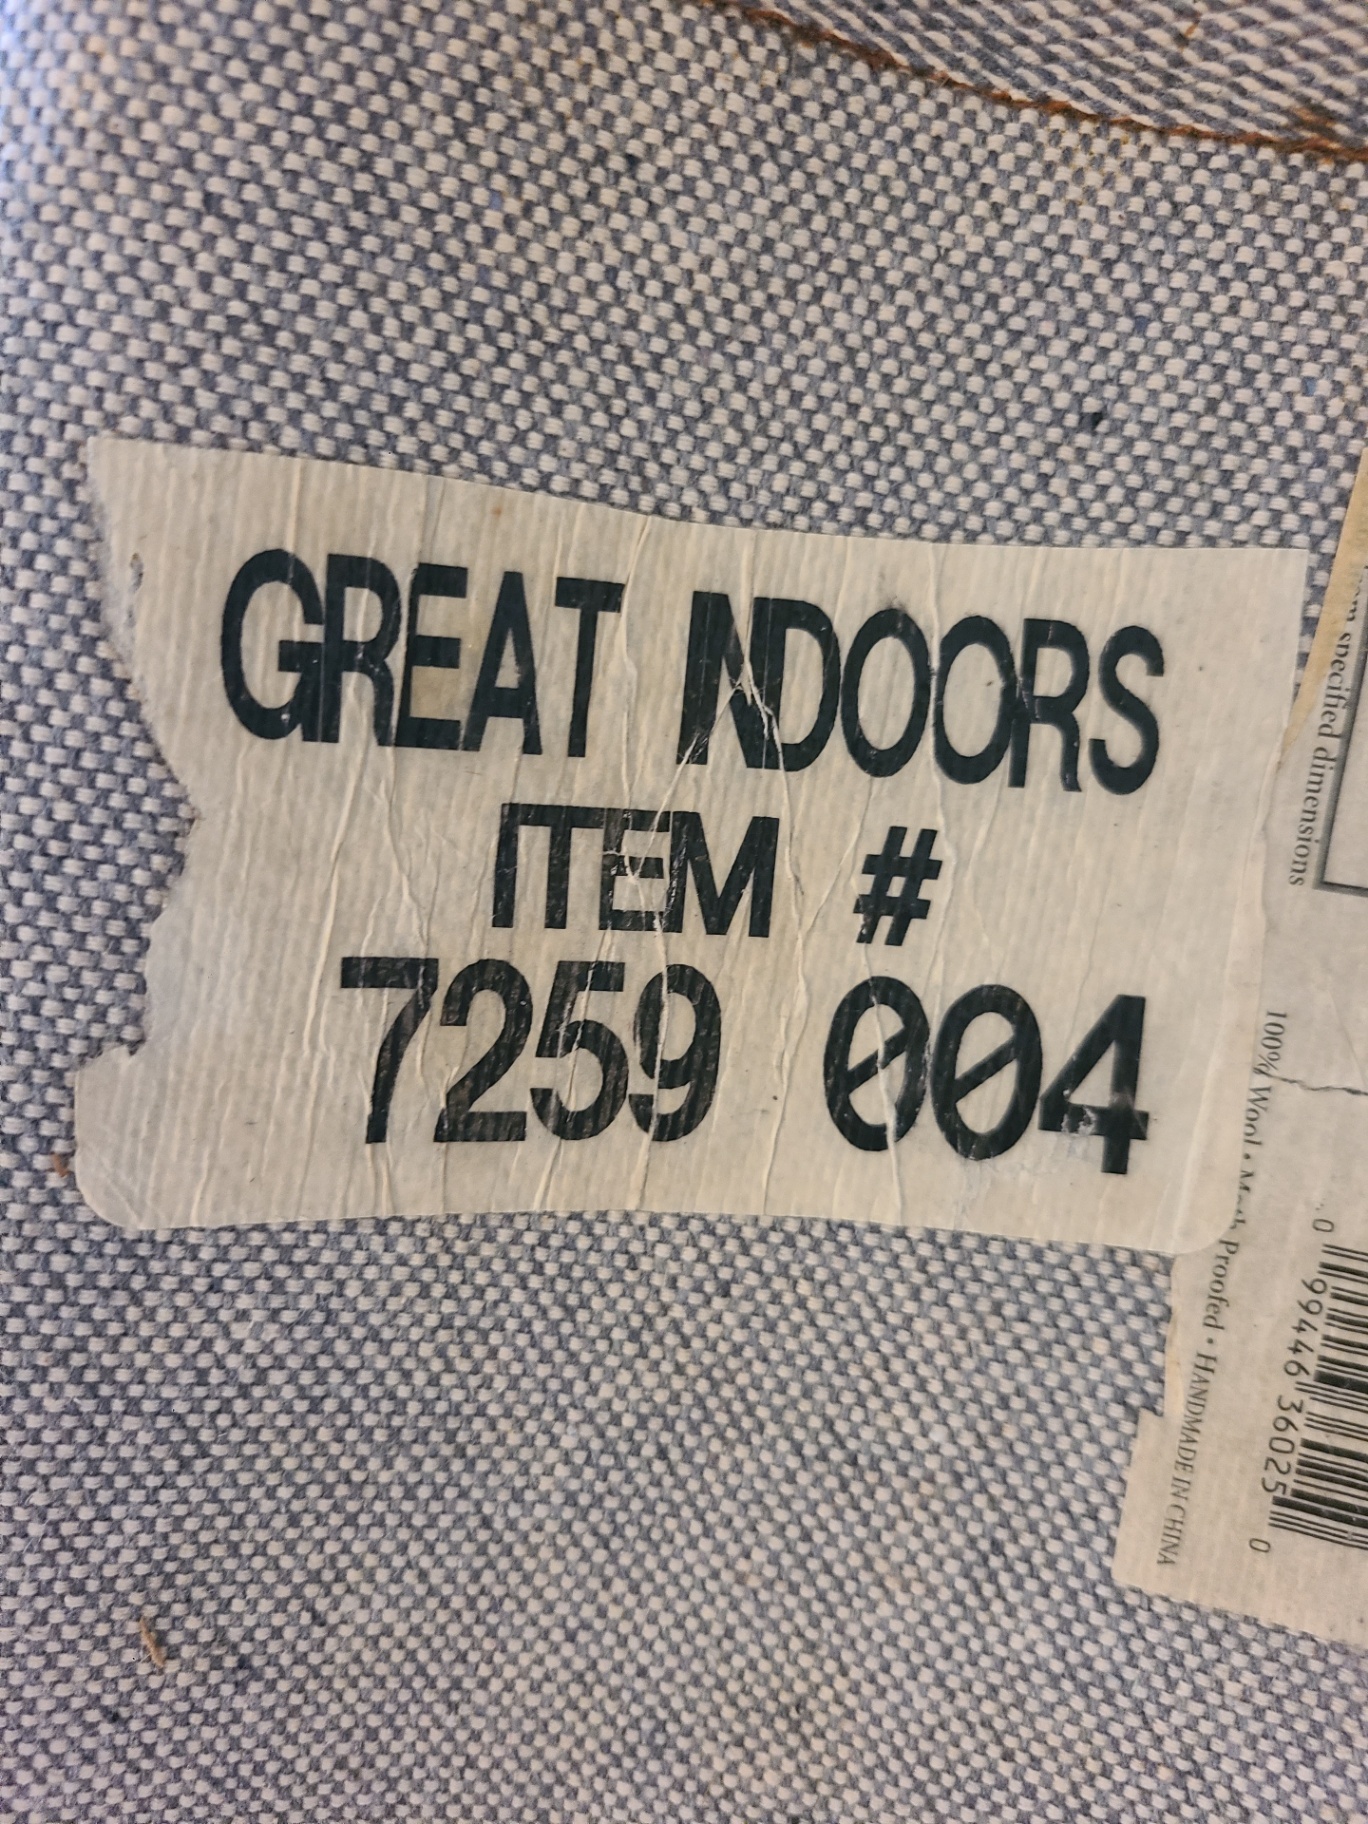 GREAT INDOORS
ITEM #
7259 004
specified dimensions
100% Wool • Proofed • HANDMADE IN CHINA
0 99446 36025 0